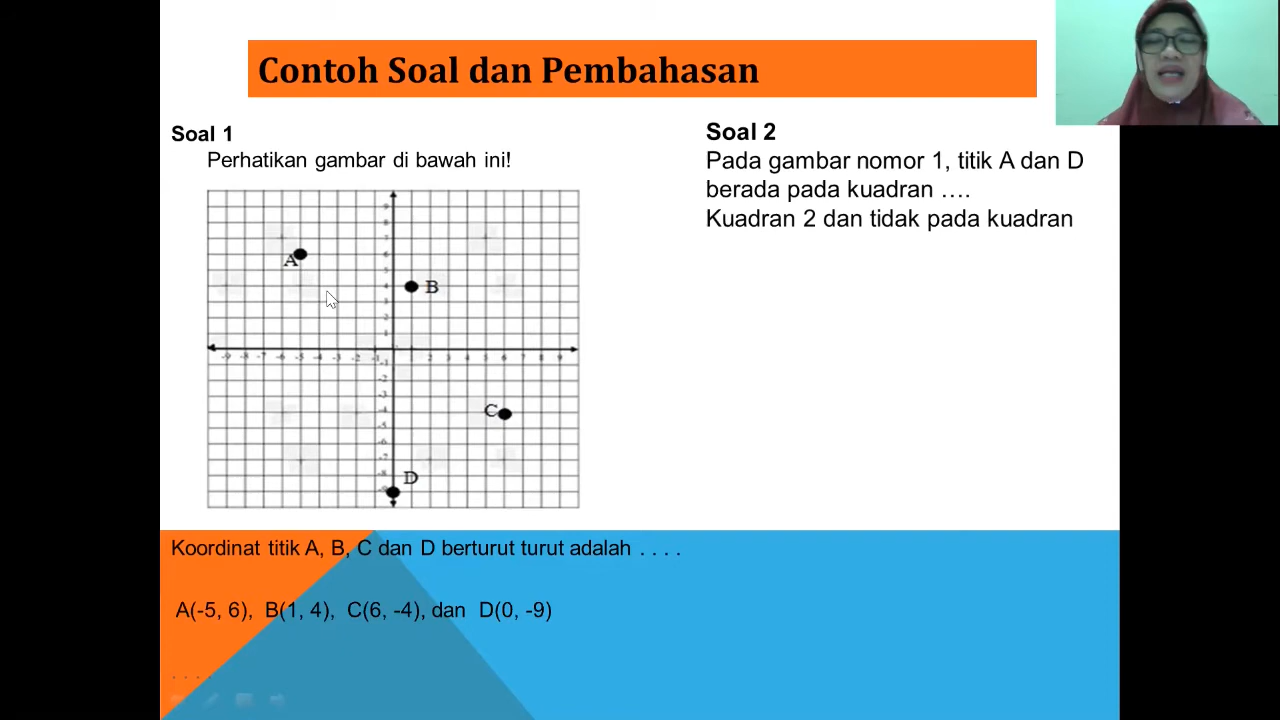 Contoh Soal dan Pembahasan
Soal 1
Perhatikan gambar di bawah ini!
A
B
C
D
Koordinat titik A, B, C dan D berturut turut adalah . . . .
A(-5, 6), B(1, 4), C(6, -4), dan D(0, -9)
. . . .
Soal 2
Pada gambar nomor 1, titik A dan D
berada pada kuadran ....
Kuadran 2 dan tidak pada kuadran